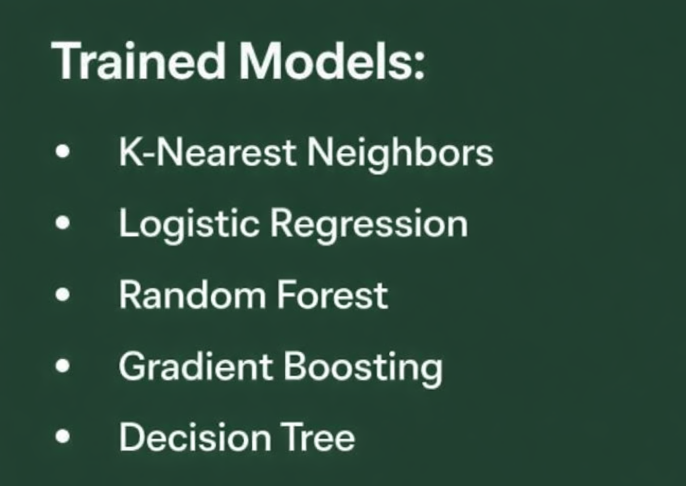 Trained Models:
• K-Nearest Neighbors
• Logistic Regression
• Random Forest
• Gradient Boosting
• Decision Tree